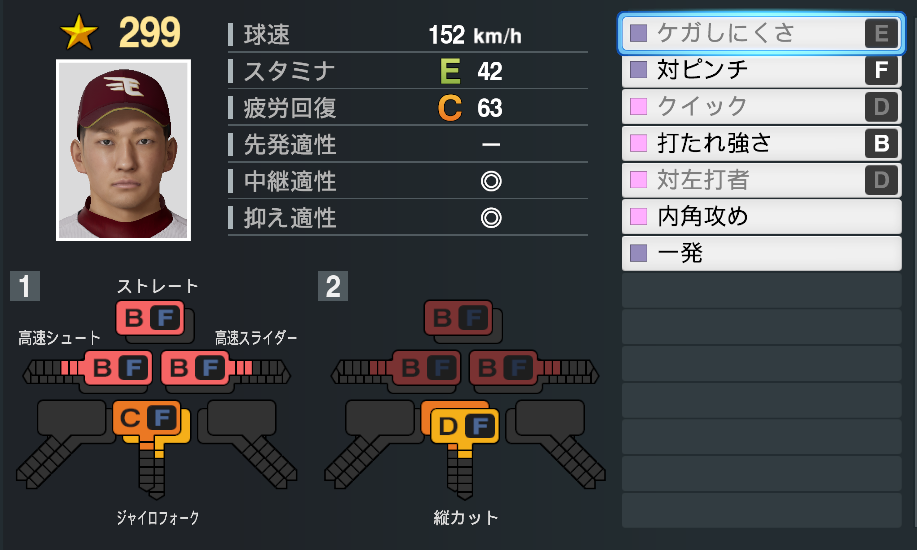 ★ 299
球速 152 km/h
スタミナ E 42
疲労回復 C 63
先発適性 ー
中継適性 ◎
抑え適性 ◎
ケガしにくさ E
対ピンチ F
クイック D
打たれ強さ B
対左打者 D
内角攻め
一発
1
ストレート
B F
高速シュート
B F
高速スライダー
B F
C F
ジャイロフォーク
2
B F
B F
B F
D F
縦カット